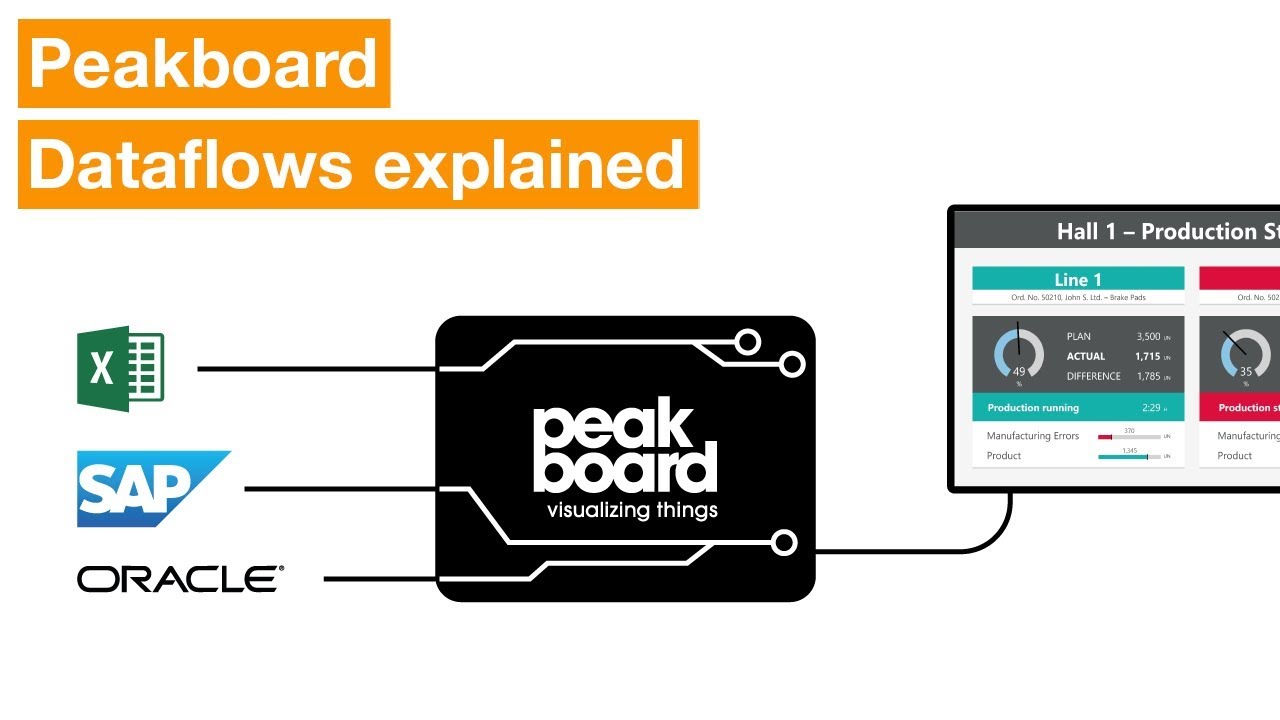 Peakboard
Dataflows explained
X
SAP
ORACLE®
peak
board
visualizing things
Hall 1 – Production St
Line 1
Ord. No. 50210, John S. Ltd. – Brake Pads
Ord. No. 502
49
%
PLAN 3,500 UN
ACTUAL 1,715 UN
DIFFERENCE 1,785 UN
35
%
Production running 2:29
Production st
Manufacturing Errors 370 UN
Product 1,345 UN
Manufacturing
Product